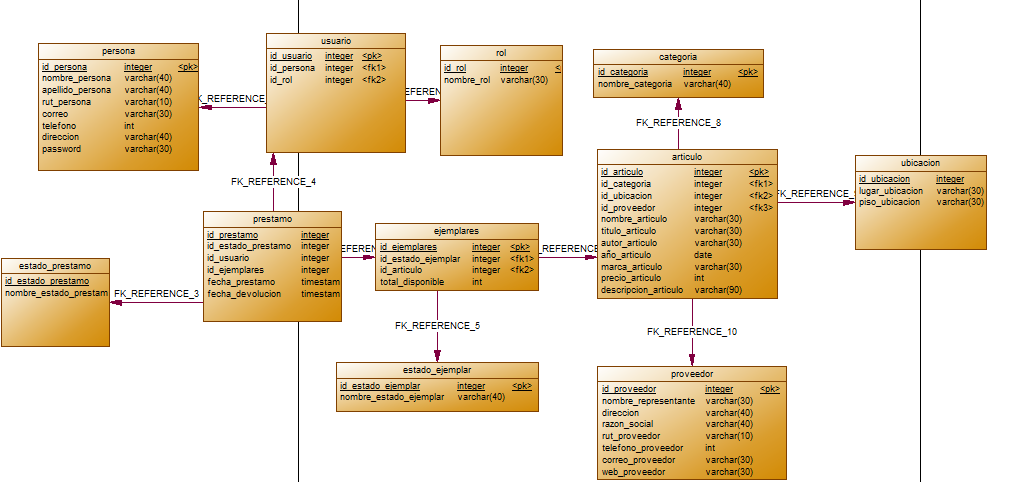 persona
id_persona integer <pk>
nombre_persona varchar(40)
apellido_persona varchar(40)
rut_persona varchar(10)
correo varchar(30)
telefono int
direccion varchar(40)
password varchar(30)
usuario
id_usuario integer <pk>
id_persona integer <fk1>
id_rol integer <fk2>
rol
id_rol integer <
nombre_rol varchar(30)
categoria
id_categoria integer <pk>
nombre_categoria varchar(40)
K_REFERENCE_
EFEREN
FK_REFERENCE_8
FK_REFERENCE_4
articulo
id_articulo integer <pk>
id_categoria integer <fk1>
id_ubicacion integer <fk2>
id_proveedor integer <fk3>
nombre_articulo varchar(30)
titulo_articulo varchar(30)
autor_articulo varchar(30)
año_articulo date
marca_articulo varchar(30)
precio_articulo int
descripcion_articulo varchar(90)
FK_REFERENCE_
ubicacion
id_ubicacion integer
lugar_ubicacion varchar(30)
piso_ubicacion varchar(30)
prestamo
id_prestamo integer
id_estado_prestamo integer
id_usuario integer
id_ejemplares integer
fecha_prestamo timestam
fecha_devolucion timestam
EFEREN
ejemplares
id_ejemplares integer <pk>
id_estado_ejemplar integer <fk1>
id_articulo integer <fk2>
total_disponible int
_REFERENCE
estado_prestamo
id_estado_prestamo
nombre_estado_prestam
FK_REFERENCE_3
FK_REFERENCE_5
FK_REFERENCE_10
estado_ejemplar
id_estado_ejemplar integer <pk>
nombre_estado_ejemplar varchar(40)
proveedor
id_proveedor integer <pk>
nombre_representante varchar(30)
direccion varchar(40)
razon_social varchar(40)
rut_proveedor varchar(10)
telefono_proveedor int
correo_proveedor varchar(30)
web_proveedor varchar(30)